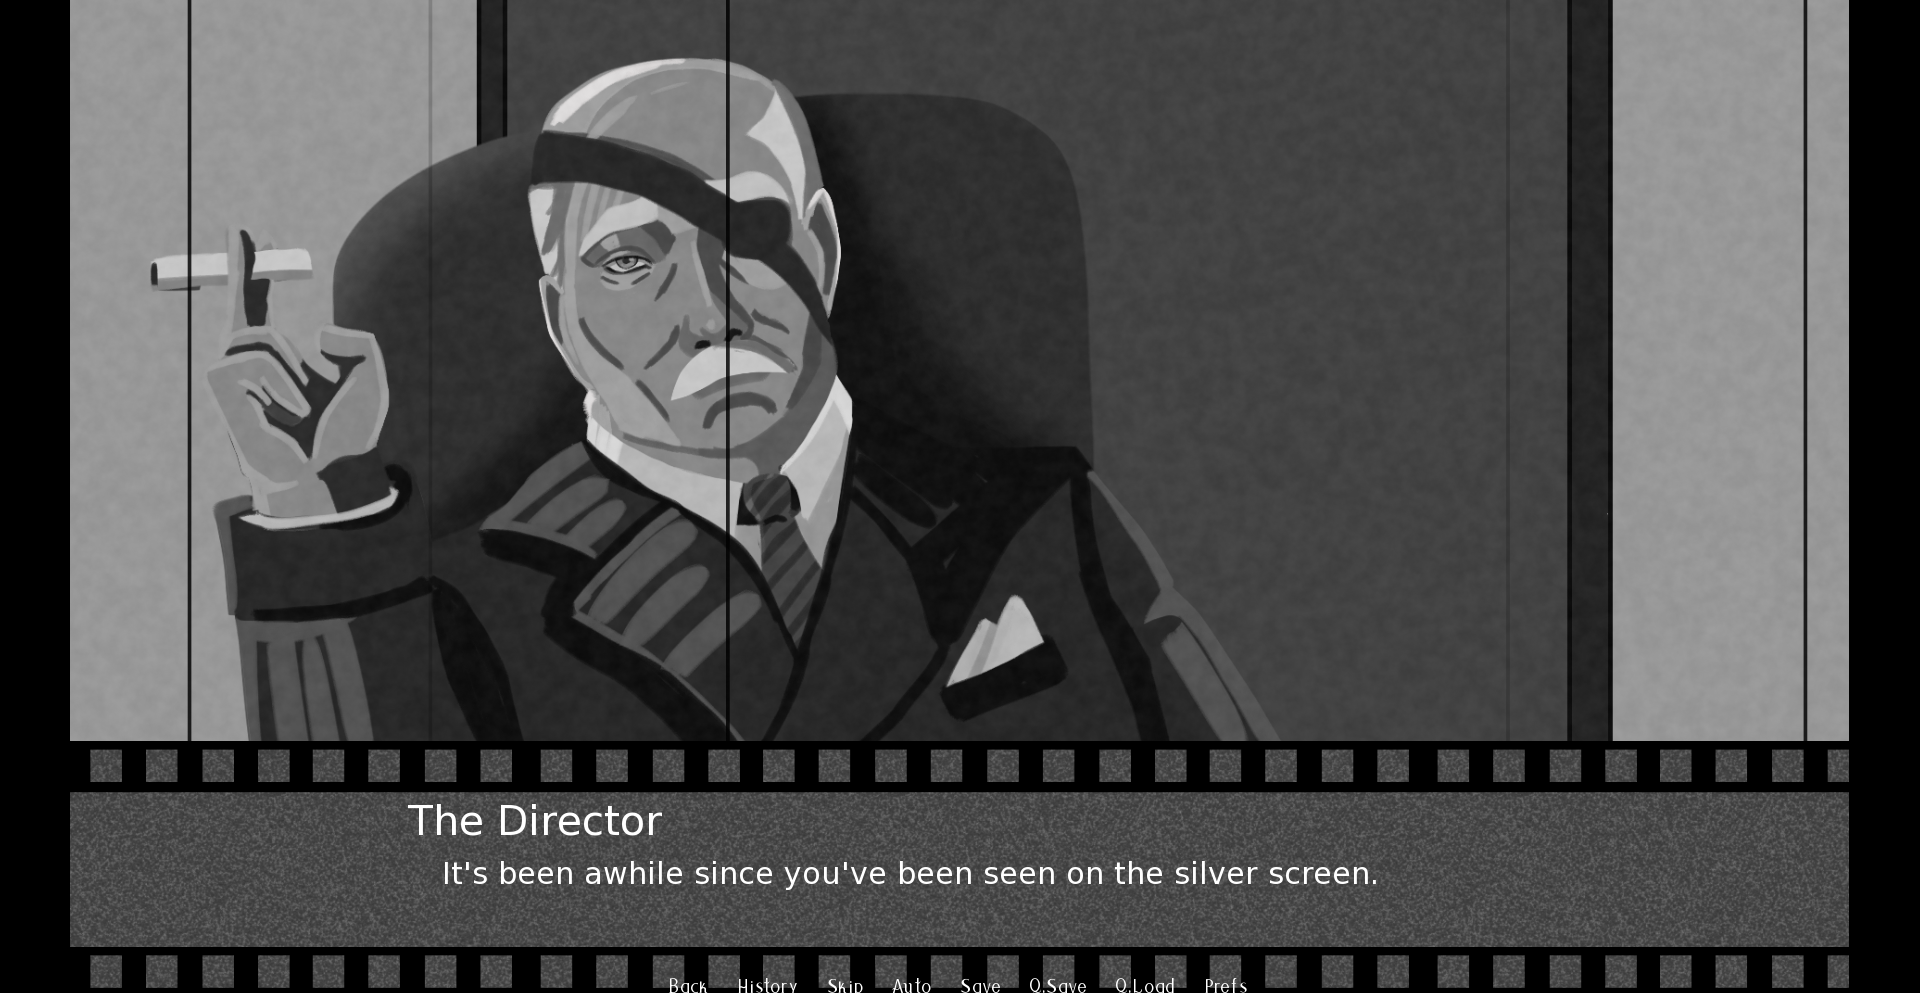 The Director
It's been awhile since you've been seen on the silver screen.
Back History Skip Auto Save Q.Save Q.Load Prefs